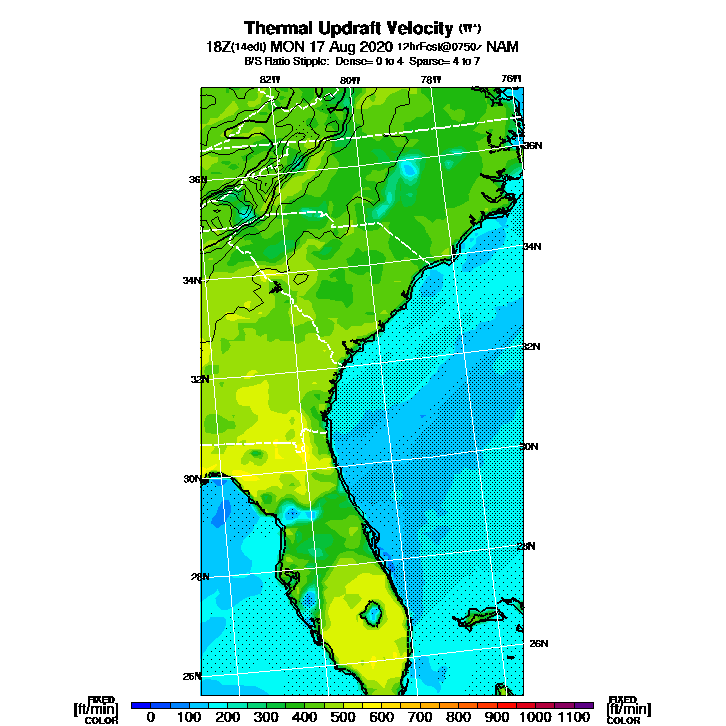 Thermal Updraft Velocity (W*)
18Z(14edt) MON 17 Aug 2020 12hrFcst@0750z NAM
B/S Ratio Stipple: Dense= 0 to 4 Sparse= 4 to 7
82W 80W 78W 76W
36N 36N
34N 34N
32N 32N
30N 30N
28N 28N
26N 26N
FIXED FIXED
[ft/min] 0 100 200 300 400 500 600 700 800 900 1000 1100 [ft/min]
COLOR COLOR